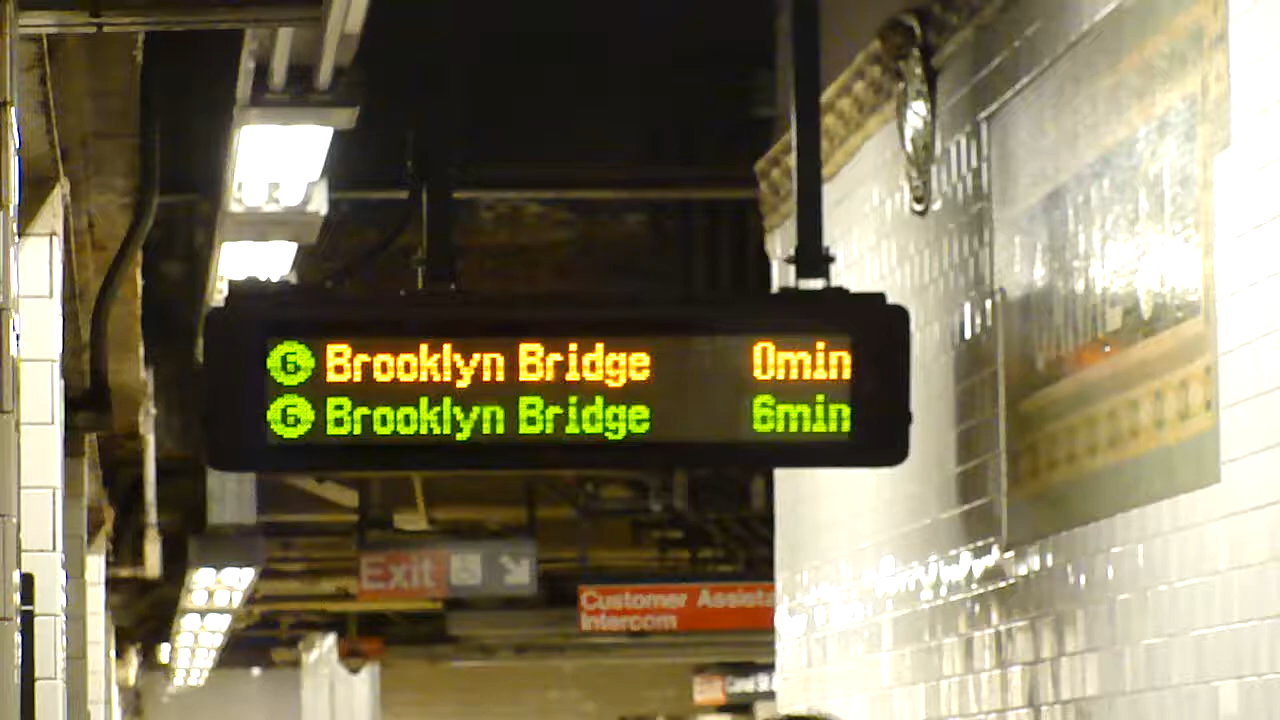 6 Brooklyn Bridge 0min
6 Brooklyn Bridge 6min
Exit
Customer Assista
Intercom